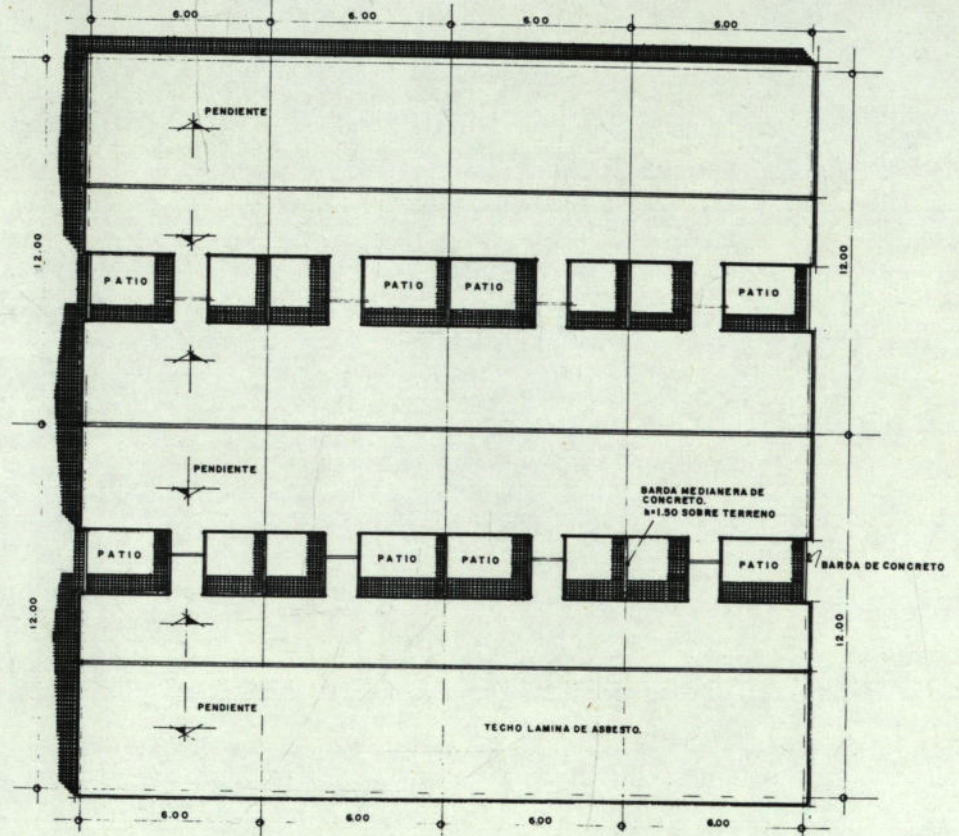 6.00 6.00 6.00 6.00
PENDIENTE
12.00 12.00
PATIO PATIO PATIO PATIO
PENDIENTE
BARDA MEDIANERA DE
CONCRETO.
h=1.50 SOBRE TERRENO
PATIO PATIO PATIO PATIO
BARDA DE CONCRETO
12.00 12.00
PENDIENTE
TECHO LAMINA DE ASBESTO.
6.00 6.00 6.00 6.00